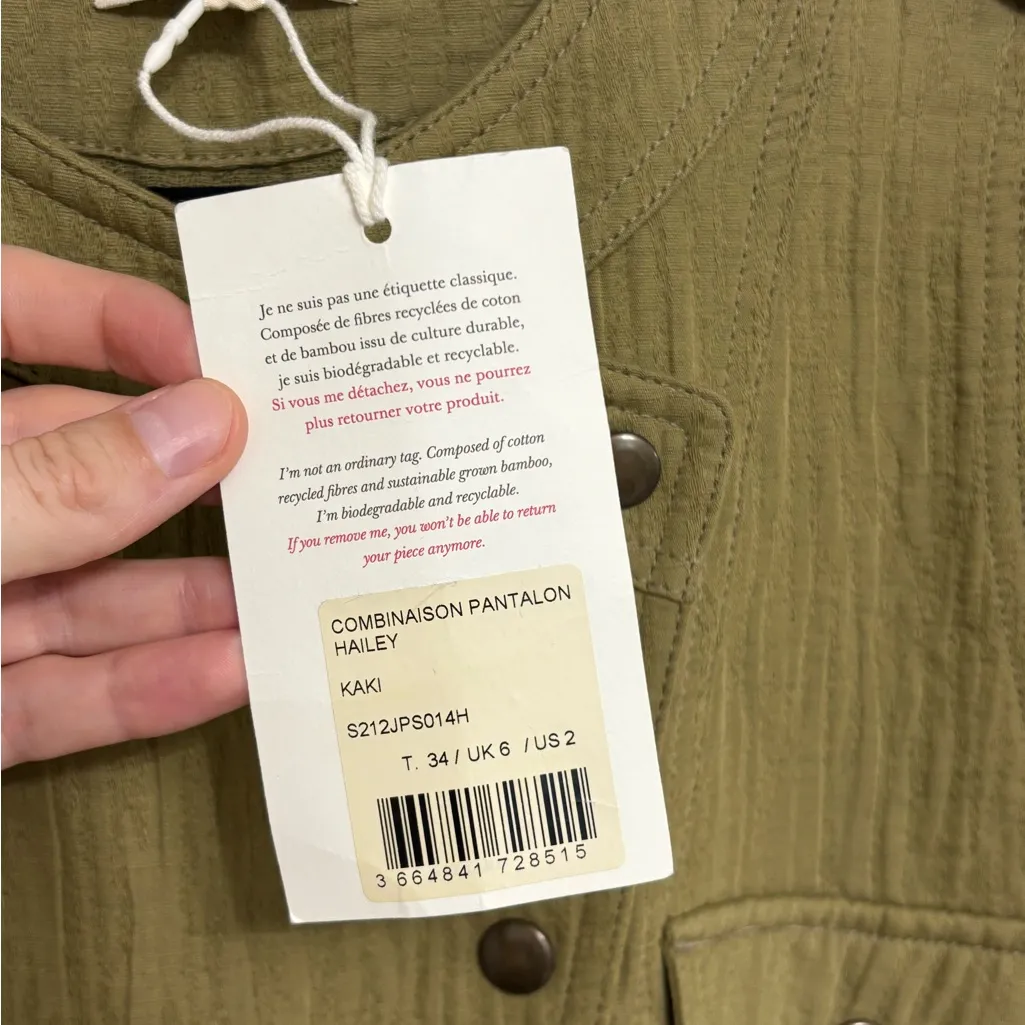 Je ne suis pas une étiquette classique.
Composée de fibres recyclées de coton
et de bambou issu de culture durable,
je suis biodégradable et recyclable.
Si vous me détachez, vous ne pourrez
plus retourner votre produit.
I'm not an ordinary tag. Composed of cotton
recycled fibres and sustainable grown bamboo,
I'm biodegradable and recyclable.
If you remove me, you won't be able to return
your piece anymore.
COMBINAISON PANTALON
HAILEY
KAKI
S212JPS014H
T. 34 / UK 6 / US 2
3 664841 728515